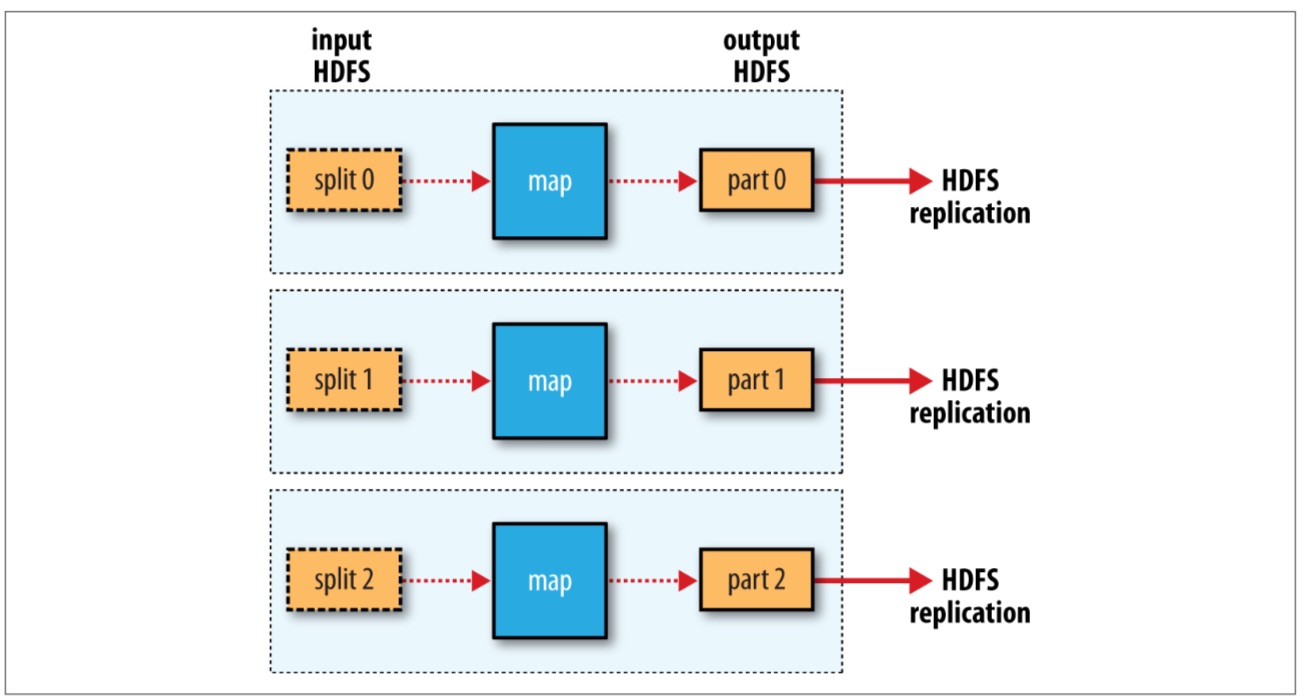 input
HDFS
output
HDFS
split 0
map
part 0
HDFS
replication
split 1
map
part 1
HDFS
replication
split 2
map
part 2
HDFS
replication